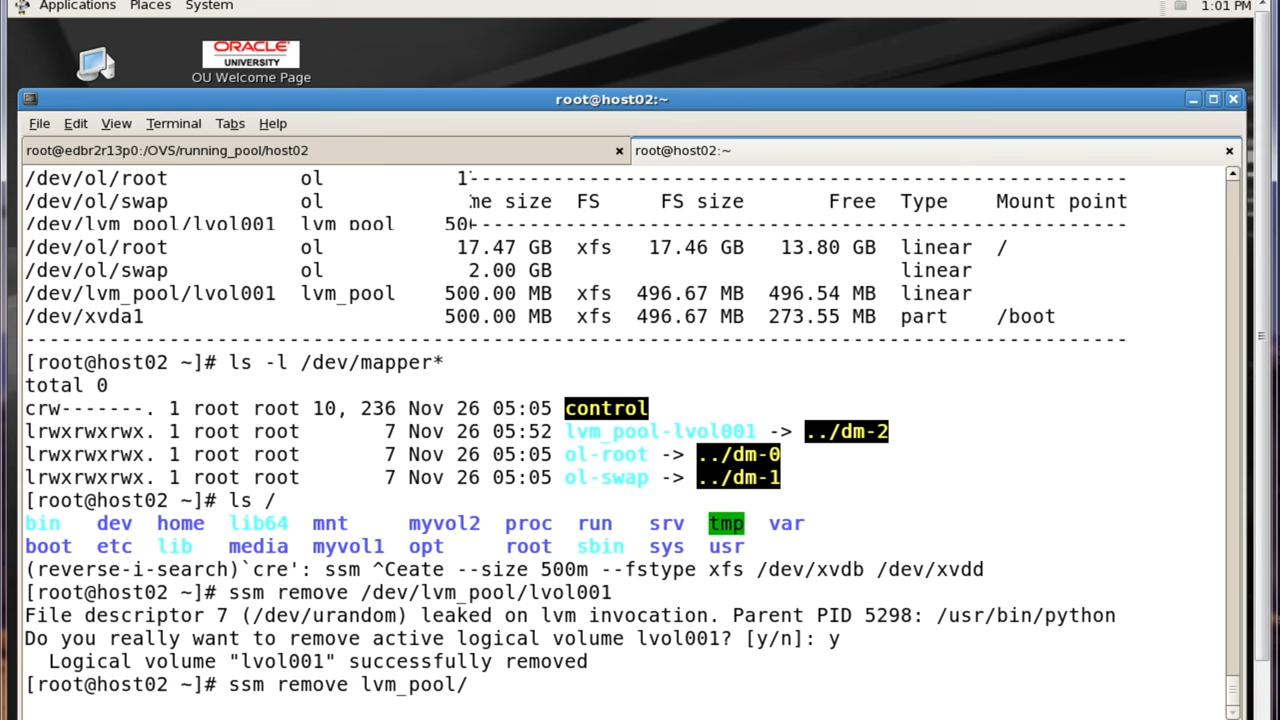 Applications Places System 1:01 PM
ORACLE
UNIVERSITY
OU Welcome Page
root@host02:~
File Edit View Terminal Tabs Help
root@edbr2r13p0:/OVS/running_pool/host02
root@host02:~
/dev/ol/root ol 1
/dev/ol/swap ol me size FS FS size Free Type Mount point
/dev/lvm_pool/lvol001 lvm_pool 500
/dev/ol/root ol 17.47 GB xfs 17.46 GB 13.80 GB linear /
/dev/ol/swap ol 2.00 GB linear
/dev/lvm_pool/lvol001 lvm_pool 500.00 MB xfs 496.67 MB 496.54 MB linear
/dev/xvda1 500.00 MB xfs 496.67 MB 273.55 MB part /boot
[root@host02 ~]# ls -l /dev/mapper*
total 0
crw-------. 1 root root 10, 236 Nov 26 05:05 control
lrwxrwxrwx. 1 root root 7 Nov 26 05:52 lvm_pool-lvol001 -> ../dm-2
lrwxrwxrwx. 1 root root 7 Nov 26 05:05 ol-root -> ../dm-0
lrwxrwxrwx. 1 root root 7 Nov 26 05:05 ol-swap -> ../dm-1
[root@host02 ~]# ls /
bin dev home lib64 mnt myvol2 proc run srv tmp var
boot etc lib media myvol1 opt root sbin sys usr
(reverse-i-search)`cre': ssm ^Ceate --size 500m --fstype xfs /dev/xvdb /dev/xvdd
[root@host02 ~]# ssm remove /dev/lvm_pool/lvol001
File descriptor 7 (/dev/urandom) leaked on lvm invocation. Parent PID 5298: /usr/bin/python
Do you really want to remove active logical volume lvol001? [y/n]: y
Logical volume "lvol001" successfully removed
[root@host02 ~]# ssm remove lvm_pool/